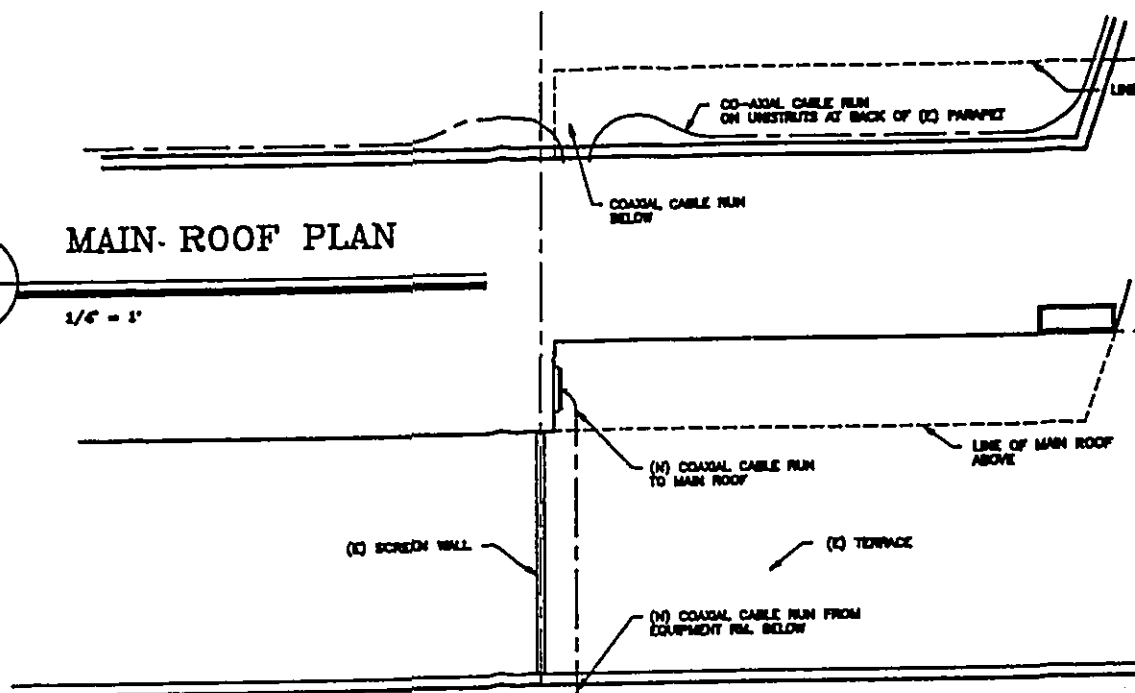 LINE
CO-AXIAL CABLE RUN
ON UNISTRUTS AT BACK OF (E) PARAPET
COAXIAL CABLE RUN
BELOW
MAIN ROOF PLAN
1/4" = 1'
LINE OF MAIN ROOF
ABOVE
(N) COAXIAL CABLE RUN
TO MAIN ROOF
(E) SCREEN WALL
(E) TERRACE
(N) COAXIAL CABLE RUN FROM
EQUIPMENT RM. BELOW